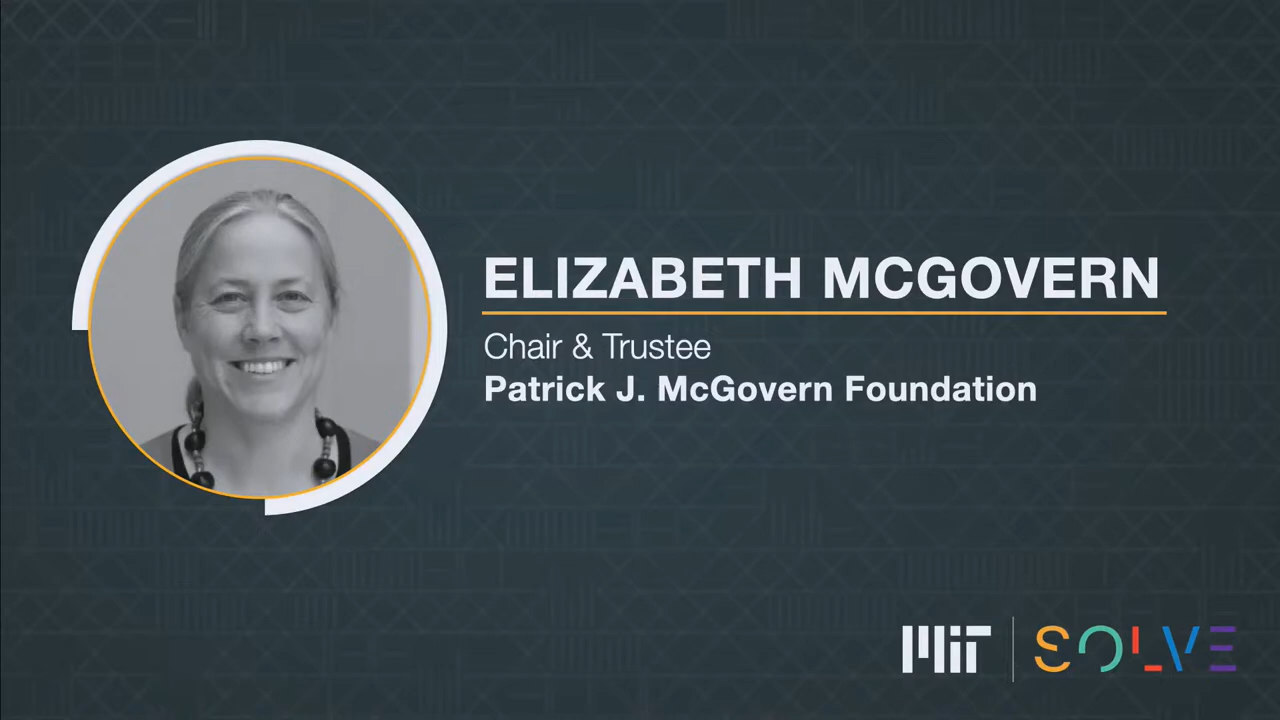 ELIZABETH MCGOVERN
Chair & Trustee
Patrick J. McGovern Foundation
MIT SOLVE